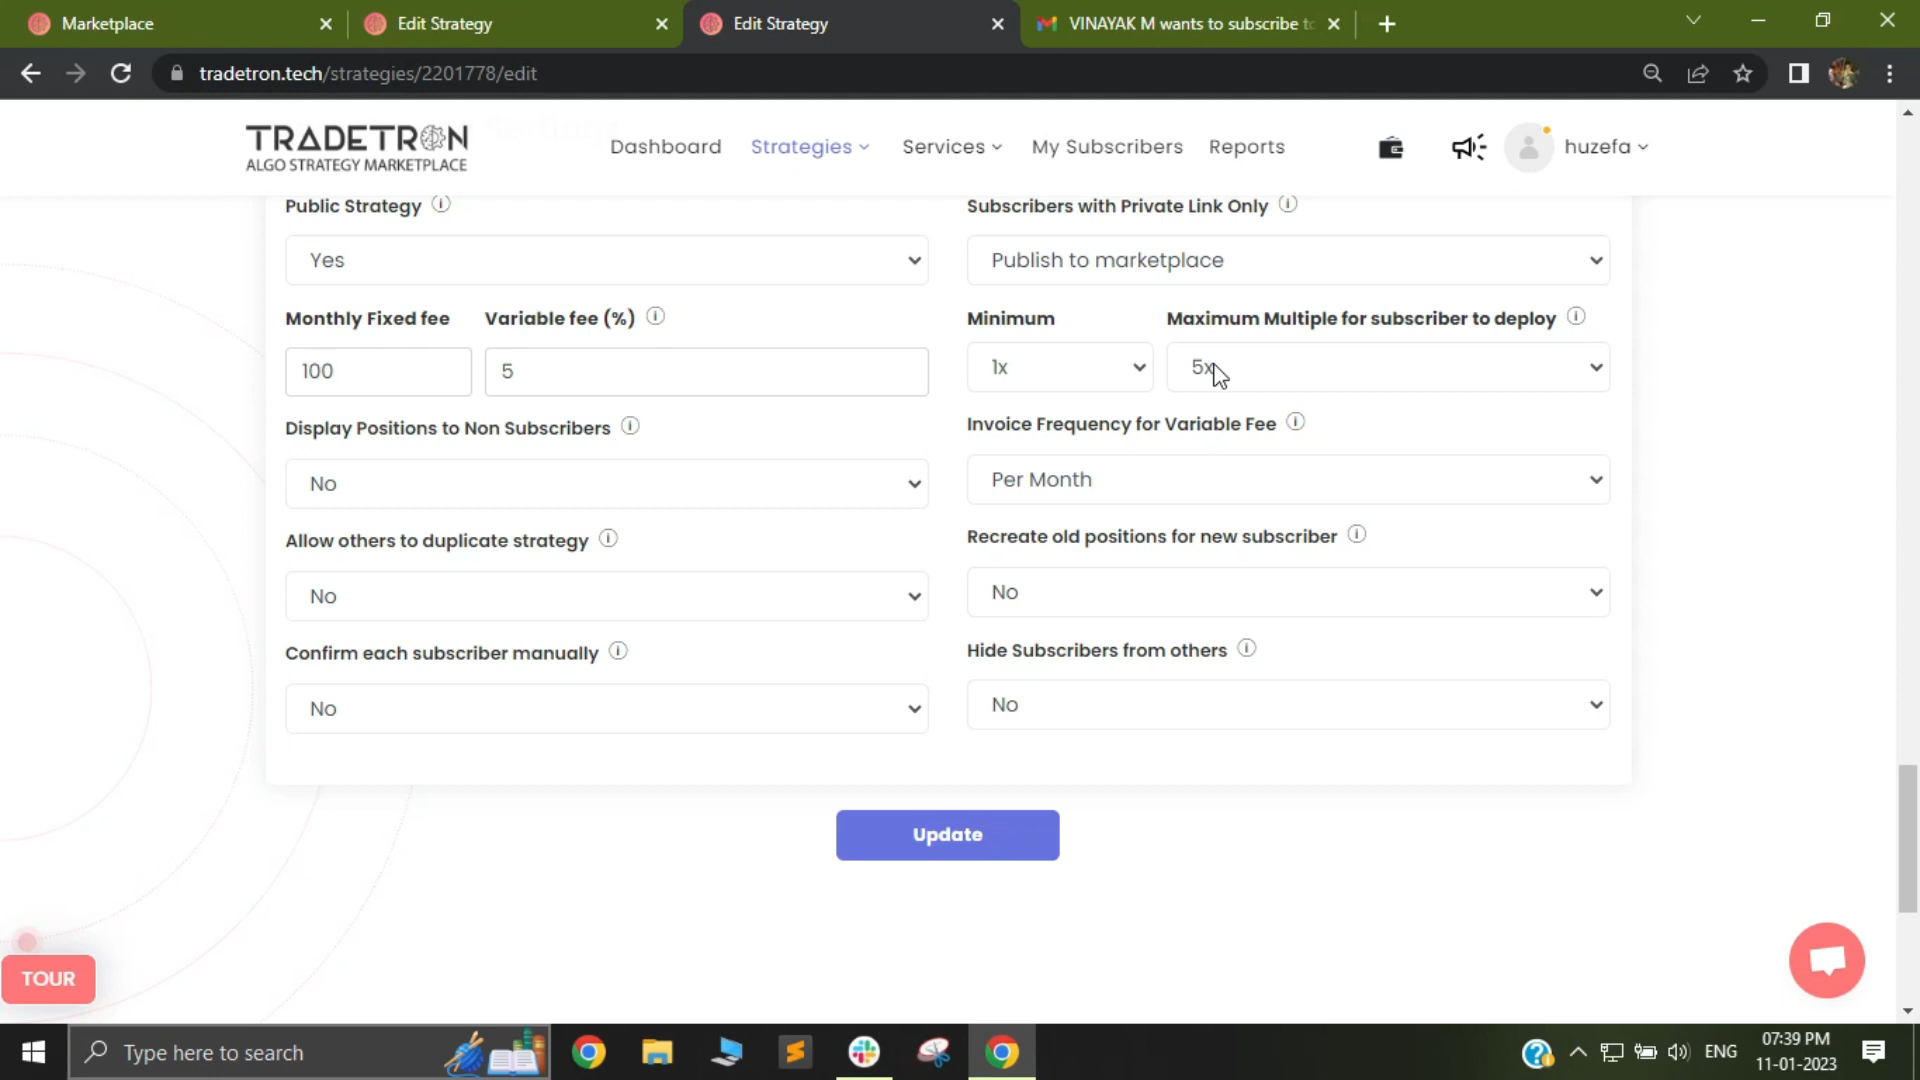 Marketplace
Edit Strategy
Edit Strategy
VINAYAK M wants to subscribe to
tradetron.tech/strategies/2201778/edit
TRADETRON
ALGO STRATEGY MARKETPLACE
Dashboard
Strategies
Services
My Subscribers
Reports
huzefa
Public Strategy
Subscribers with Private Link Only
Yes
Publish to marketplace
Monthly Fixed fee
Variable fee (%)
Minimum
Maximum Multiple for subscriber to deploy
100
5
1x
5x
Display Positions to Non Subscribers
Invoice Frequency for Variable Fee
No
Per Month
Allow others to duplicate strategy
Recreate old positions for new subscriber
No
No
Confirm each subscriber manually
Hide Subscribers from others
No
No
Update
TOUR
Type here to search
ENG
07:39 PM
11-01-2023